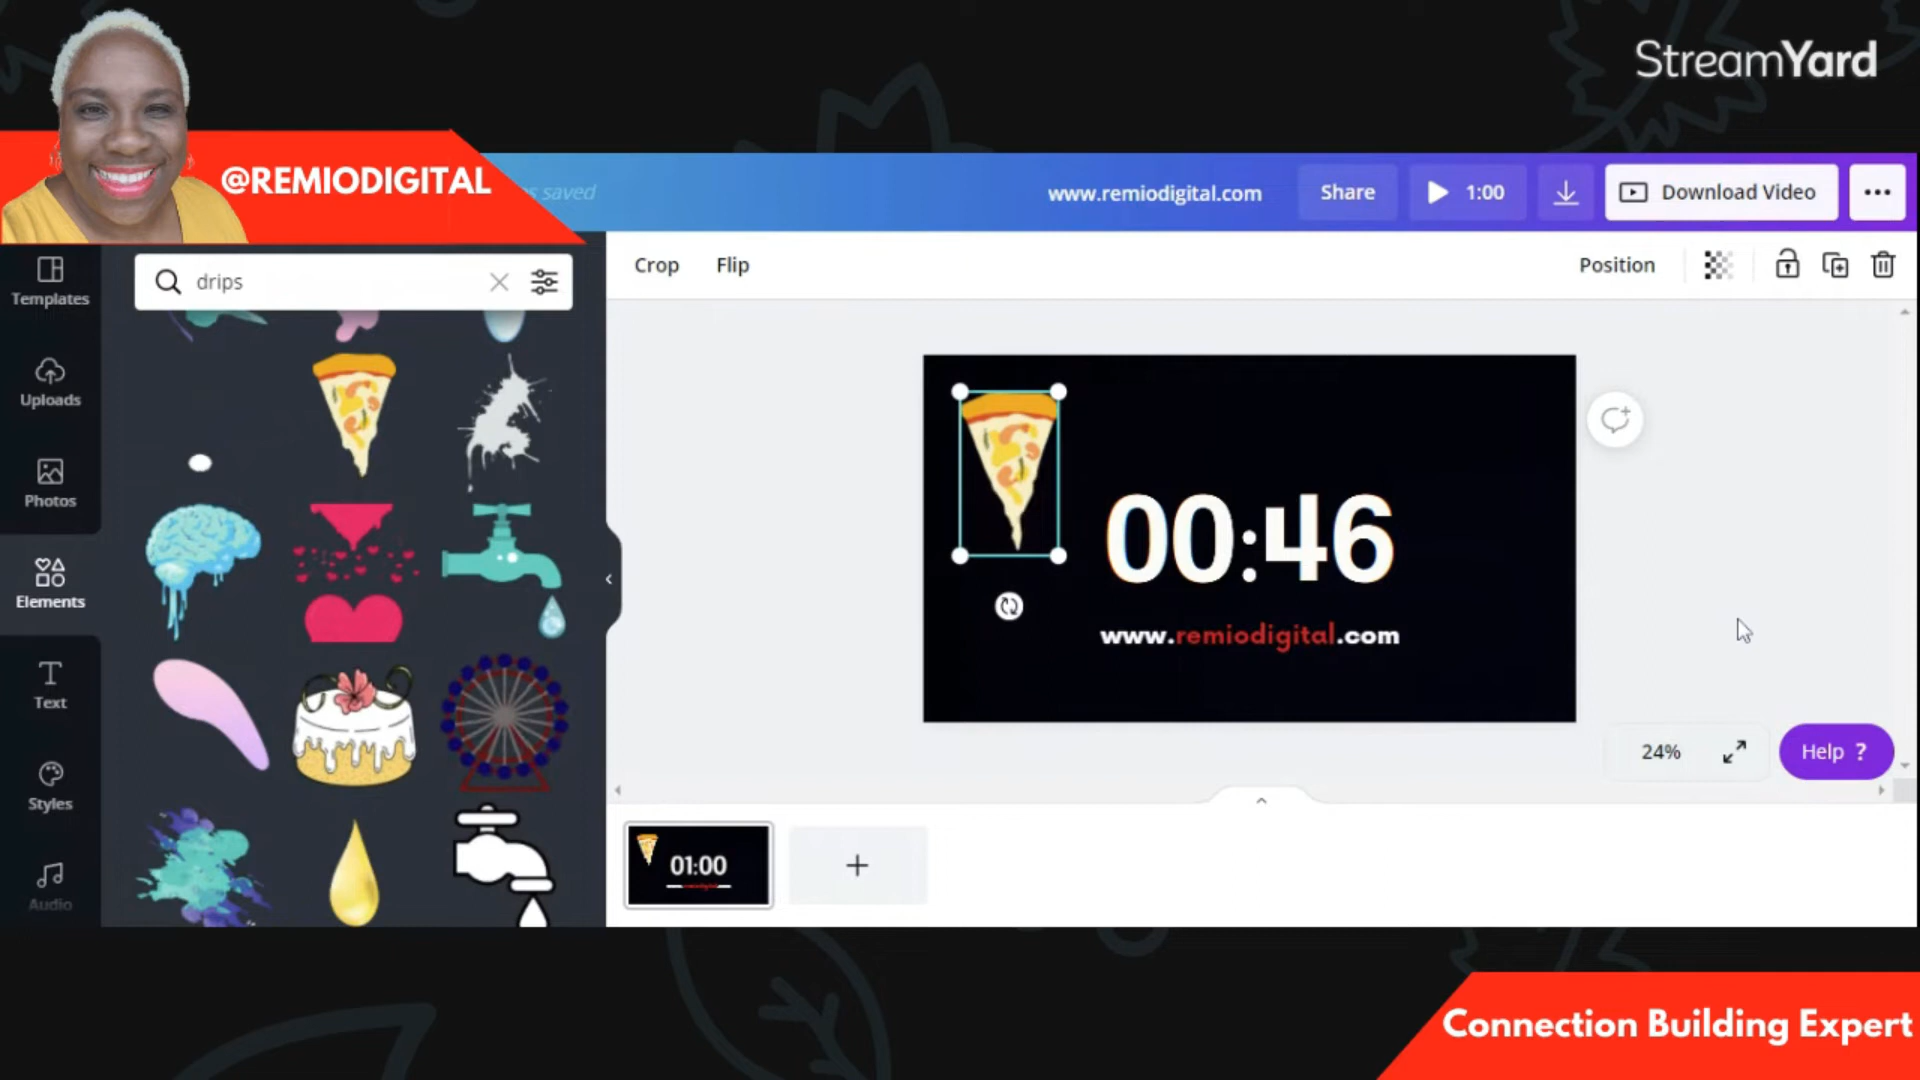 StreamYard
@REMIODIGITAL
saved
www.remiodigital.com
Share
1:00
Download Video
Templates
drips
Crop
Flip
Position
Uploads
Photos
Elements
Text
Styles
Audio
00:46
www.remiodigital.com
24%
Help ?
01:00
Connection Building Expert